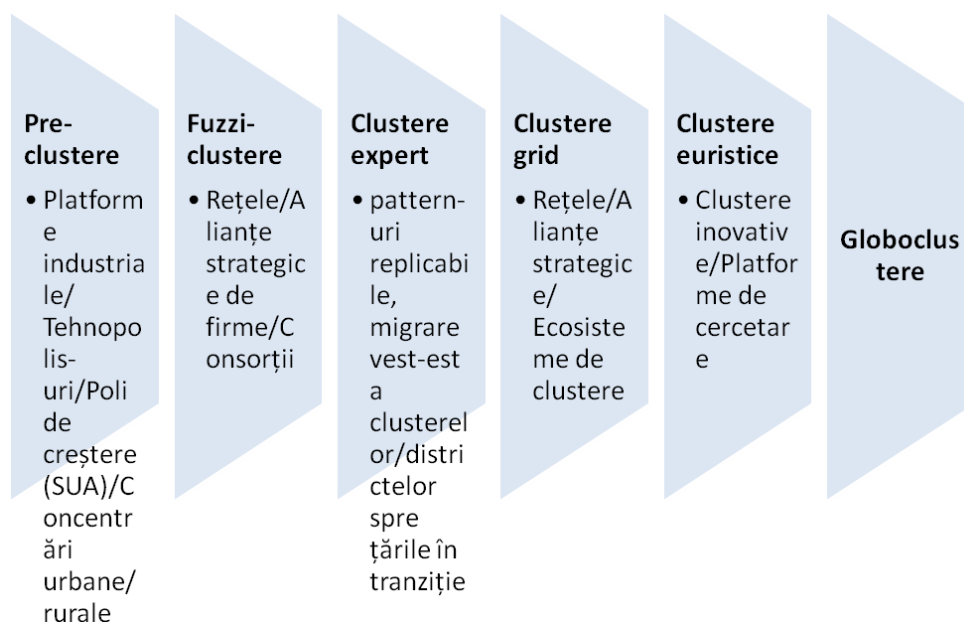 Pre-
clustere
• Platform
e
industria
le/
Tehnopo
lis-
uri/Poli
de
creștere
(SUA)/C
oncentr
ări
urbane/
rurale
Fuzzi-
clustere
• Rețele/A
lianțe
strategic
e de
firme/C
onsorții
Clustere
expert
• pattern-
uri
replicabi
le,
migrare
vest-est
a
clusterel
or/distri
ctelor
spre
țările în
tranziție
Clustere
grid
• Rețele/A
lianțe
strategic
e/
Ecosiste
me de
clustere
Clustere
euristice
• Clustere
inovativ
e/Platfor
me de
cercetar
e
Globoclus
tere